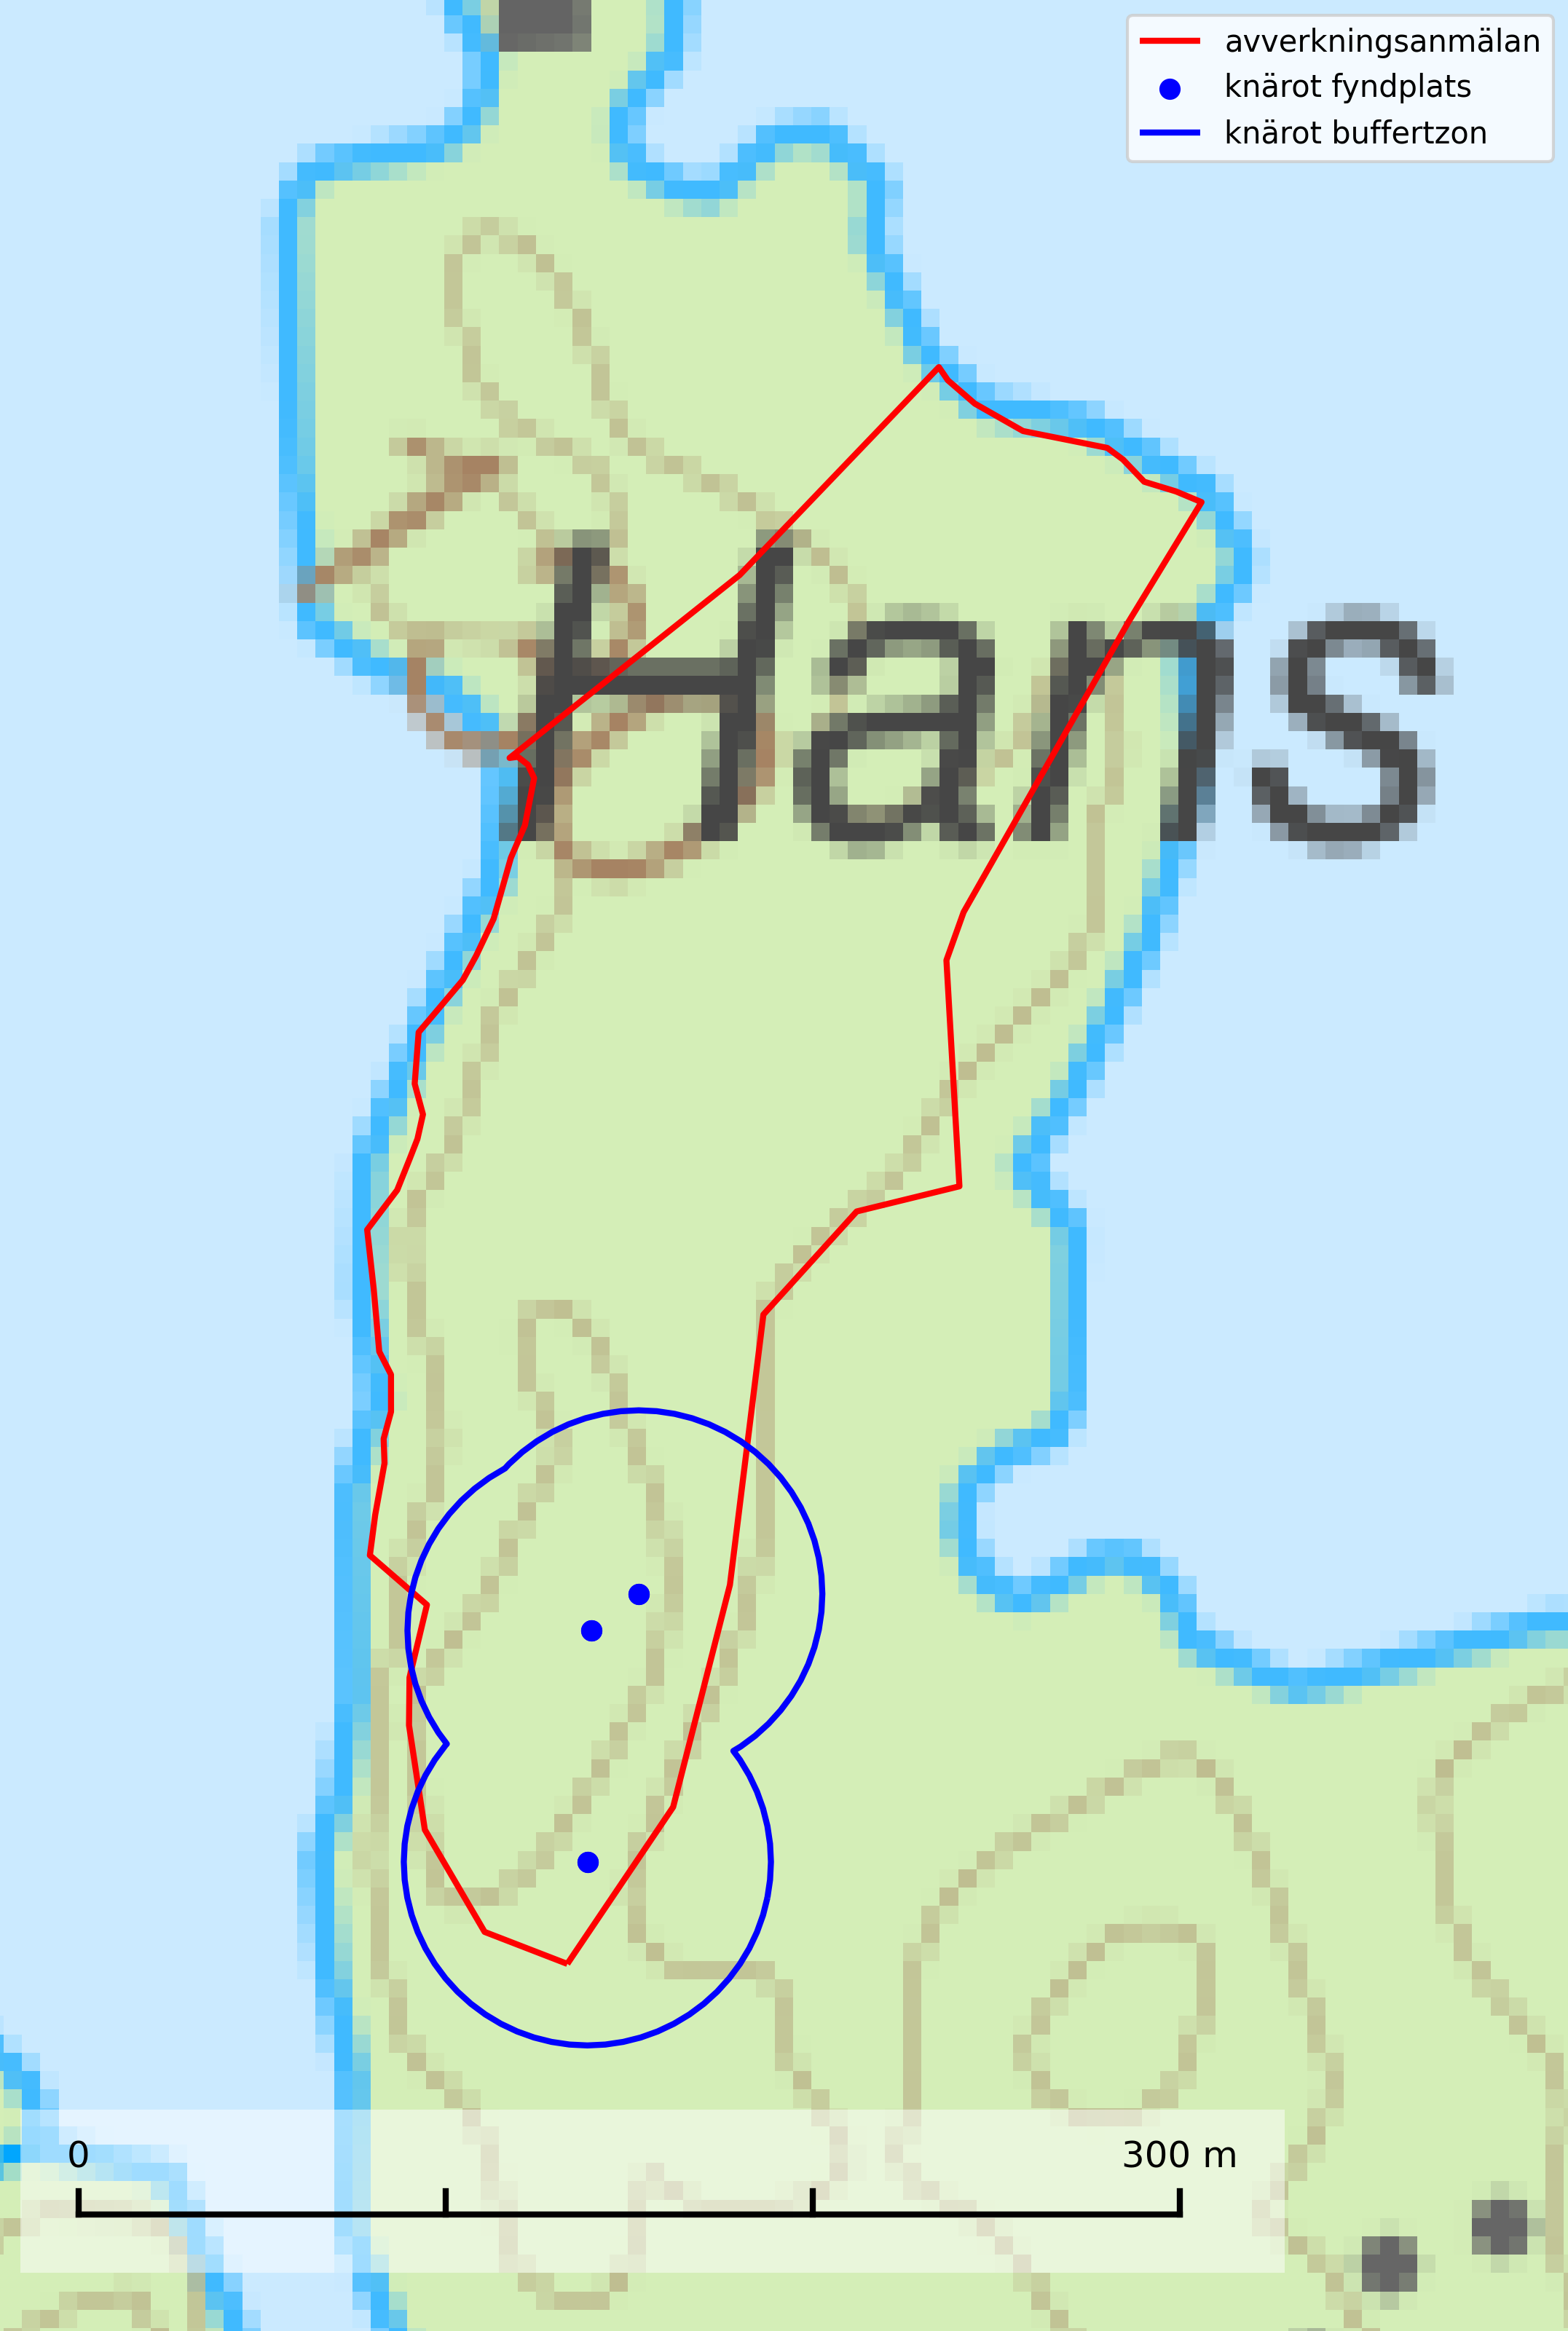 avverkningsanmälan
knärot fyndplats
knärot buffertzon
Hans
0 300 m